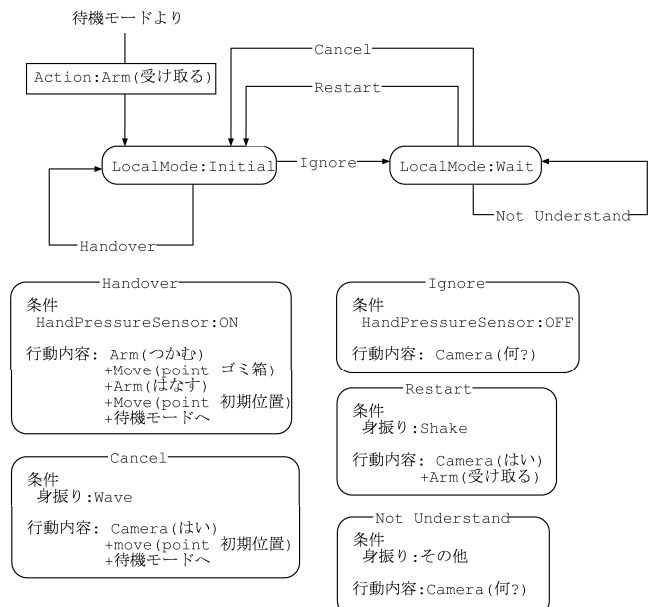 待機モードより
Action:Arm(受け取る)
Cancel
Restart
LocalMode:Initial
Ignore
LocalMode:Wait
Not Understand
Handover
Handover
条件
HandPressureSensor:ON
行動内容: Arm(つかむ)
+Move(point ゴミ箱)
+Arm(はなす)
+Move(point 初期位置)
+待機モードへ
Cancel
条件
身振り:Wave
行動内容: Camera(はい)
+move(point 初期位置)
+待機モードへ
Ignore
条件
HandPressureSensor:OFF
行動内容: Camera(何?)
Restart
条件
身振り:Shake
行動内容: Camera(はい)
+Arm(受け取る)
Not Understand
条件
身振り:その他
行動内容:Camera(何?)